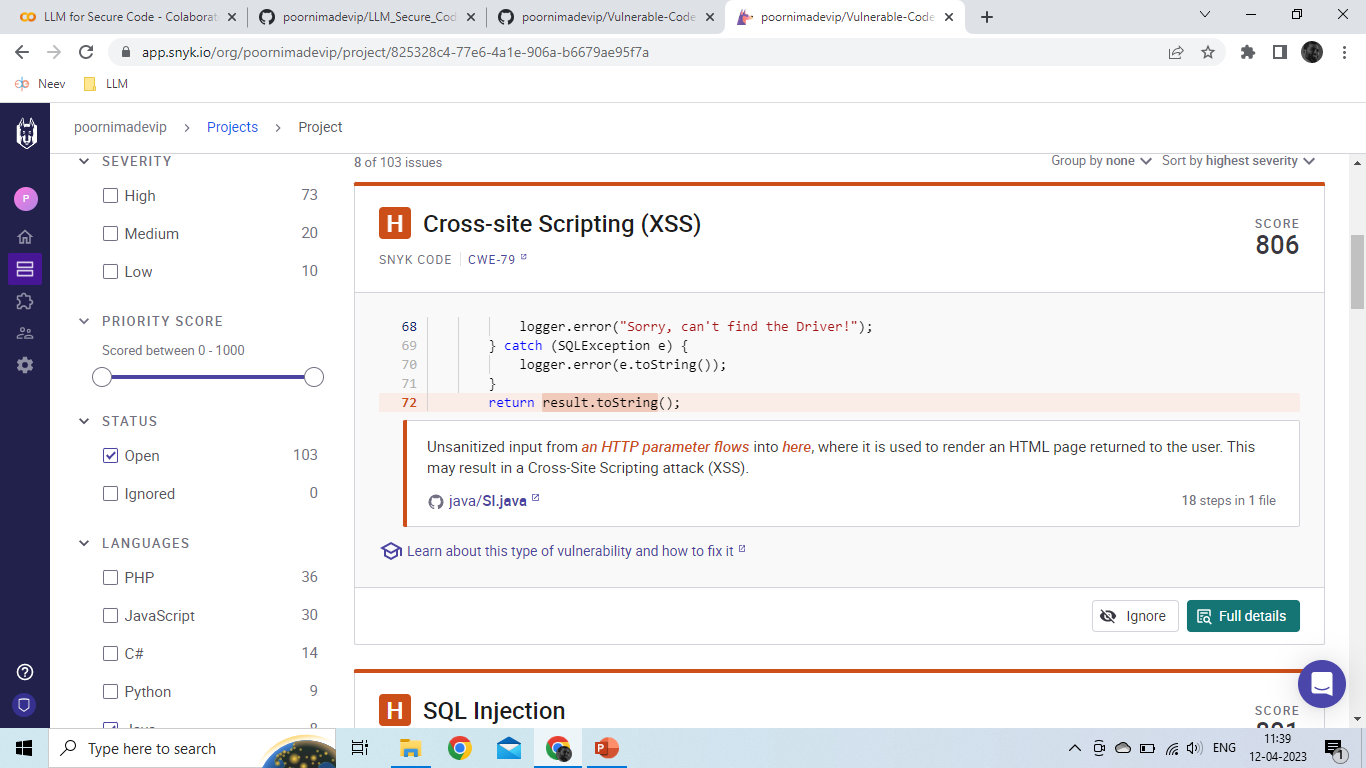 LLM for Secure Code - Colaborat
poornimadevip/LLM_Secure_Cod
poornimadevip/Vulnerable-Code
poornimadevip/Vulnerable-Code
app.snyk.io/org/poornimadevip/project/825328c4-77e6-4a1e-906a-b6679ae95f7a
Neev LLM
poornimadevip > Projects > Project
P
SEVERITY
High 73
Medium 20
Low 10
PRIORITY SCORE
Scored between 0 - 1000
STATUS
Open 103
Ignored 0
LANGUAGES
PHP 36
JavaScript 30
C# 14
Python 9
8 of 103 issues
Group by none Sort by highest severity
H Cross-site Scripting (XSS)
SCORE
806
SNYK CODE | CWE-79
68 logger.error("Sorry, can't find the Driver!");
69 } catch (SQLException e) {
70 logger.error(e.toString());
71 }
72 return result.toString();
Unsanitized input from an HTTP parameter flows into here, where it is used to render an HTML page returned to the user. This
may result in a Cross-Site Scripting attack (XSS).
java/SI.java
18 steps in 1 file
Learn about this type of vulnerability and how to fix it
Ignore Full details
H SQL Injection
SCORE
Type here to search
ENG
11:39
12-04-2023
1